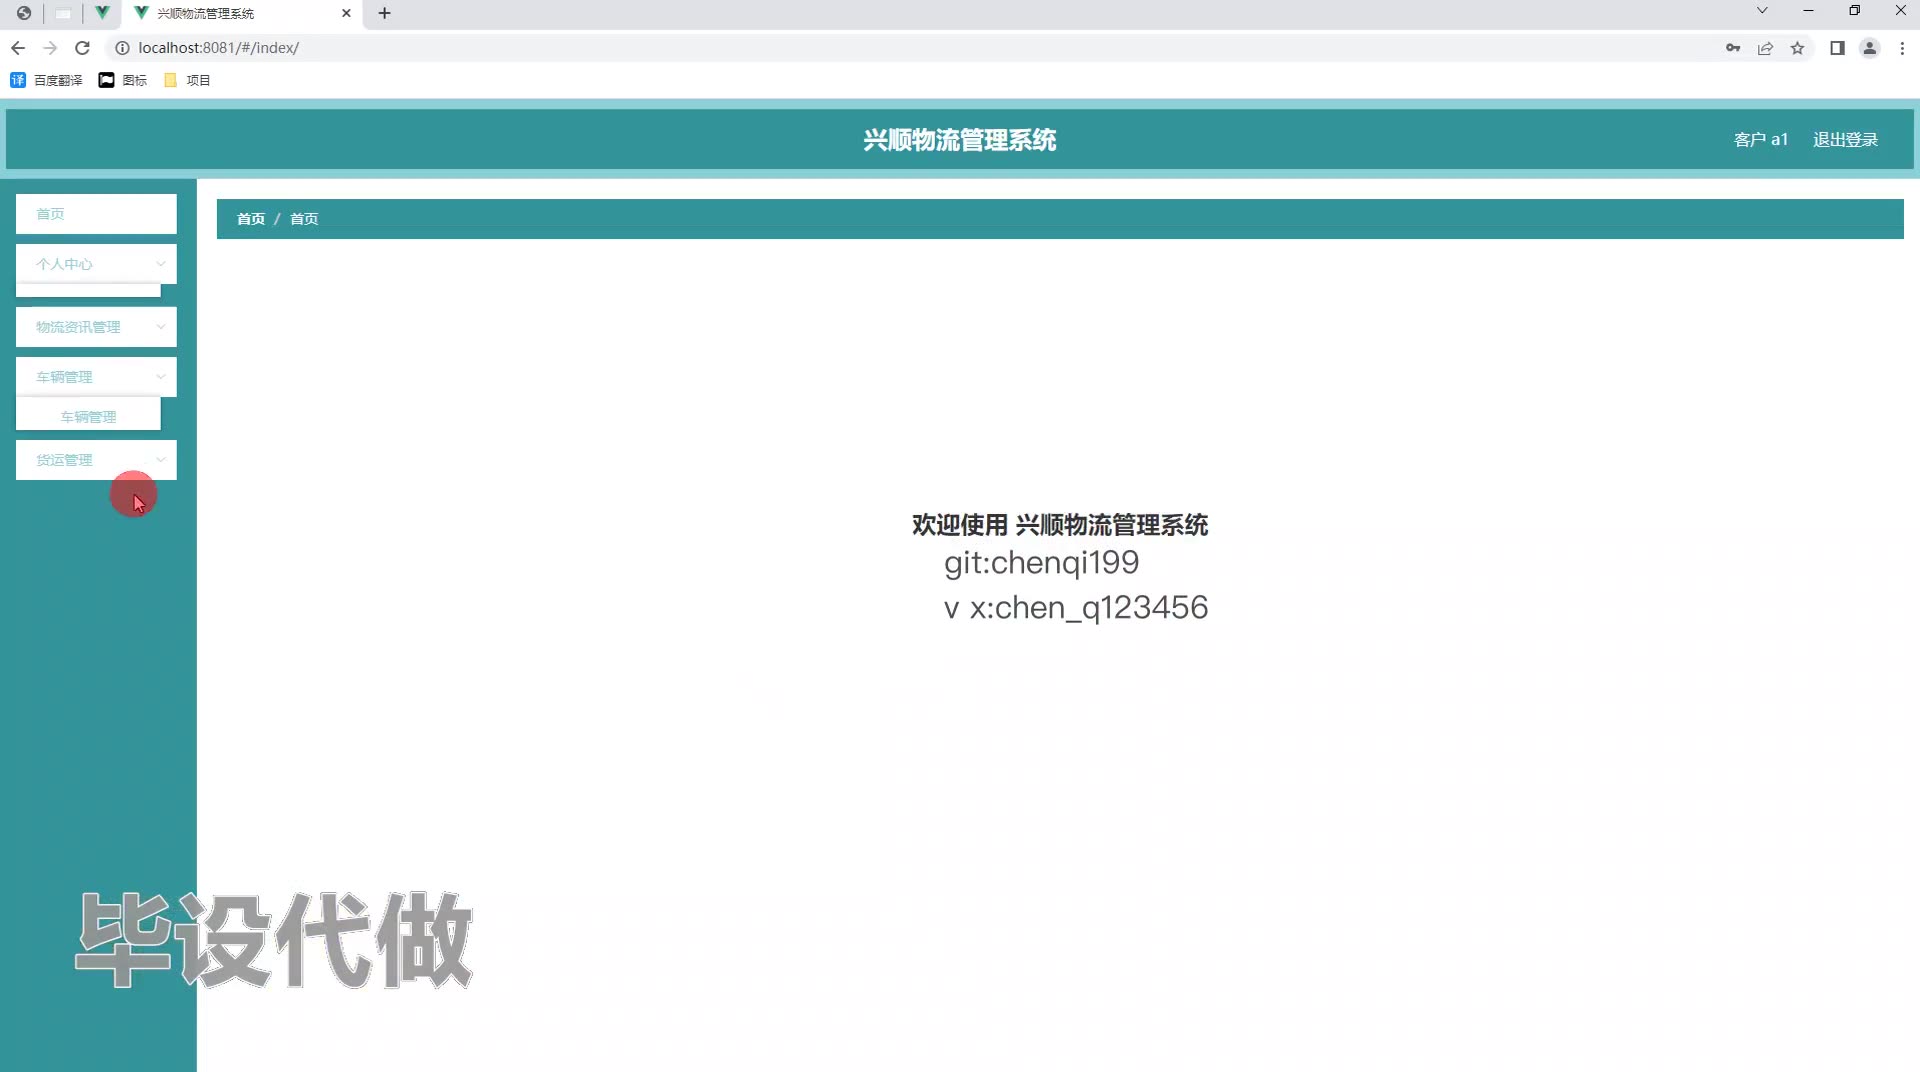 兴顺物流管理系统
localhost:8081/#/index/
百度翻译 图标 项目
兴顺物流管理系统 客户 a1 退出登录
首页
首页 / 首页
个人中心
物流资讯管理
车辆管理
车辆管理
货运管理
欢迎使用 兴顺物流管理系统
git:chenqi199
v x:chen_q123456
毕设代做